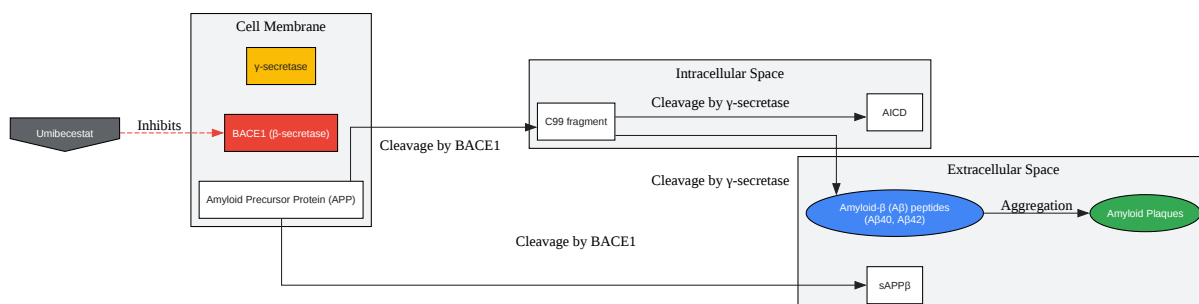 Cell Membrane
γ-secretase
Umibecestat
Inhibits
BACE1 (β-secretase)
Amyloid Precursor Protein (APP)
Cleavage by BACE1
Cleavage by BACE1
Intracellular Space
C99 fragment
Cleavage by γ-secretase
AICD
Cleavage by γ-secretase
Extracellular Space
Amyloid-β (Aβ) peptides
(Aβ40, Aβ42)
Aggregation
Amyloid Plaques
sAPPβ